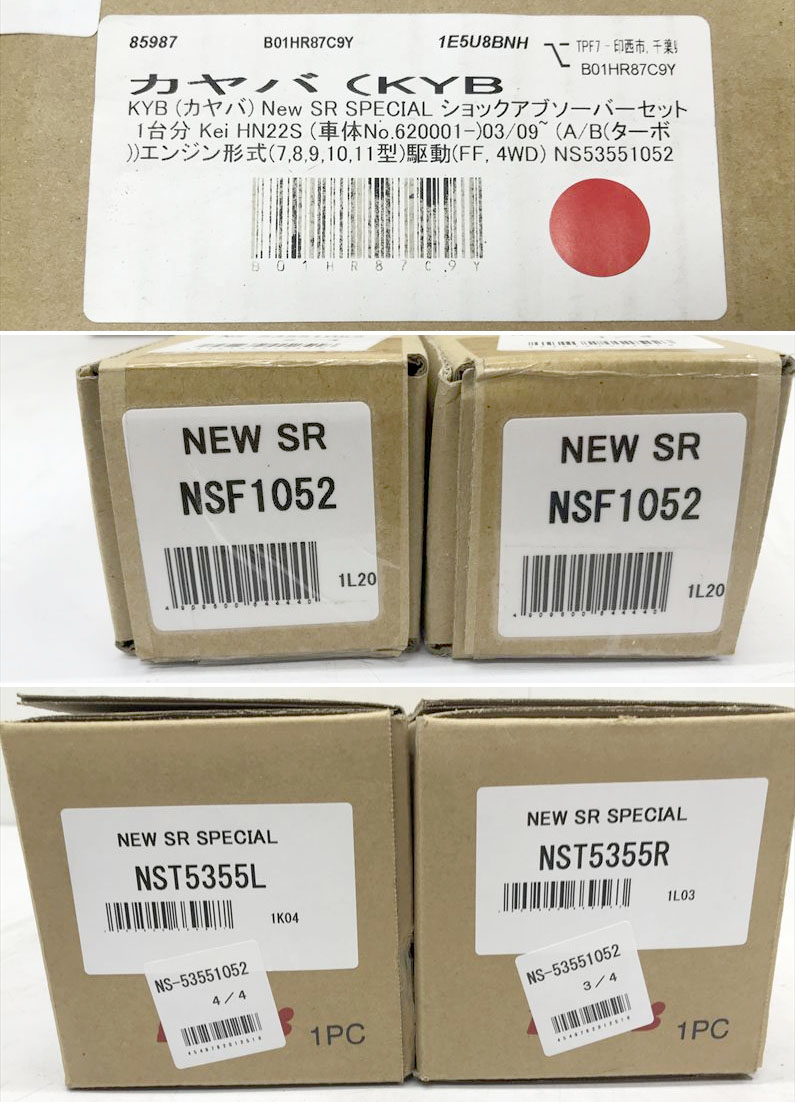 85987
B01HR87C9Y
1E5U8BNH
TPF7 - 印西市, 千葉県
B01HR87C9Y
カヤバ (KYB
KYB (カヤバ) New SR SPECIAL ショックアブソーバーセット
1台分 Kei HN22S (車体No.620001-)03/09~ (A/B(ターボ
))エンジン形式(7,8,9,10,11型)駆動(FF, 4WD) NS53551052
B01HR87C9Y
NEW SR
NSF1052
1L20
NEW SR
NSF1052
1L20
NEW SR SPECIAL
NST5355L
1K04
NS-53551052
4/4
1PC
NEW SR SPECIAL
NST5355R
1L03
NS-53551052
3/4
1PC